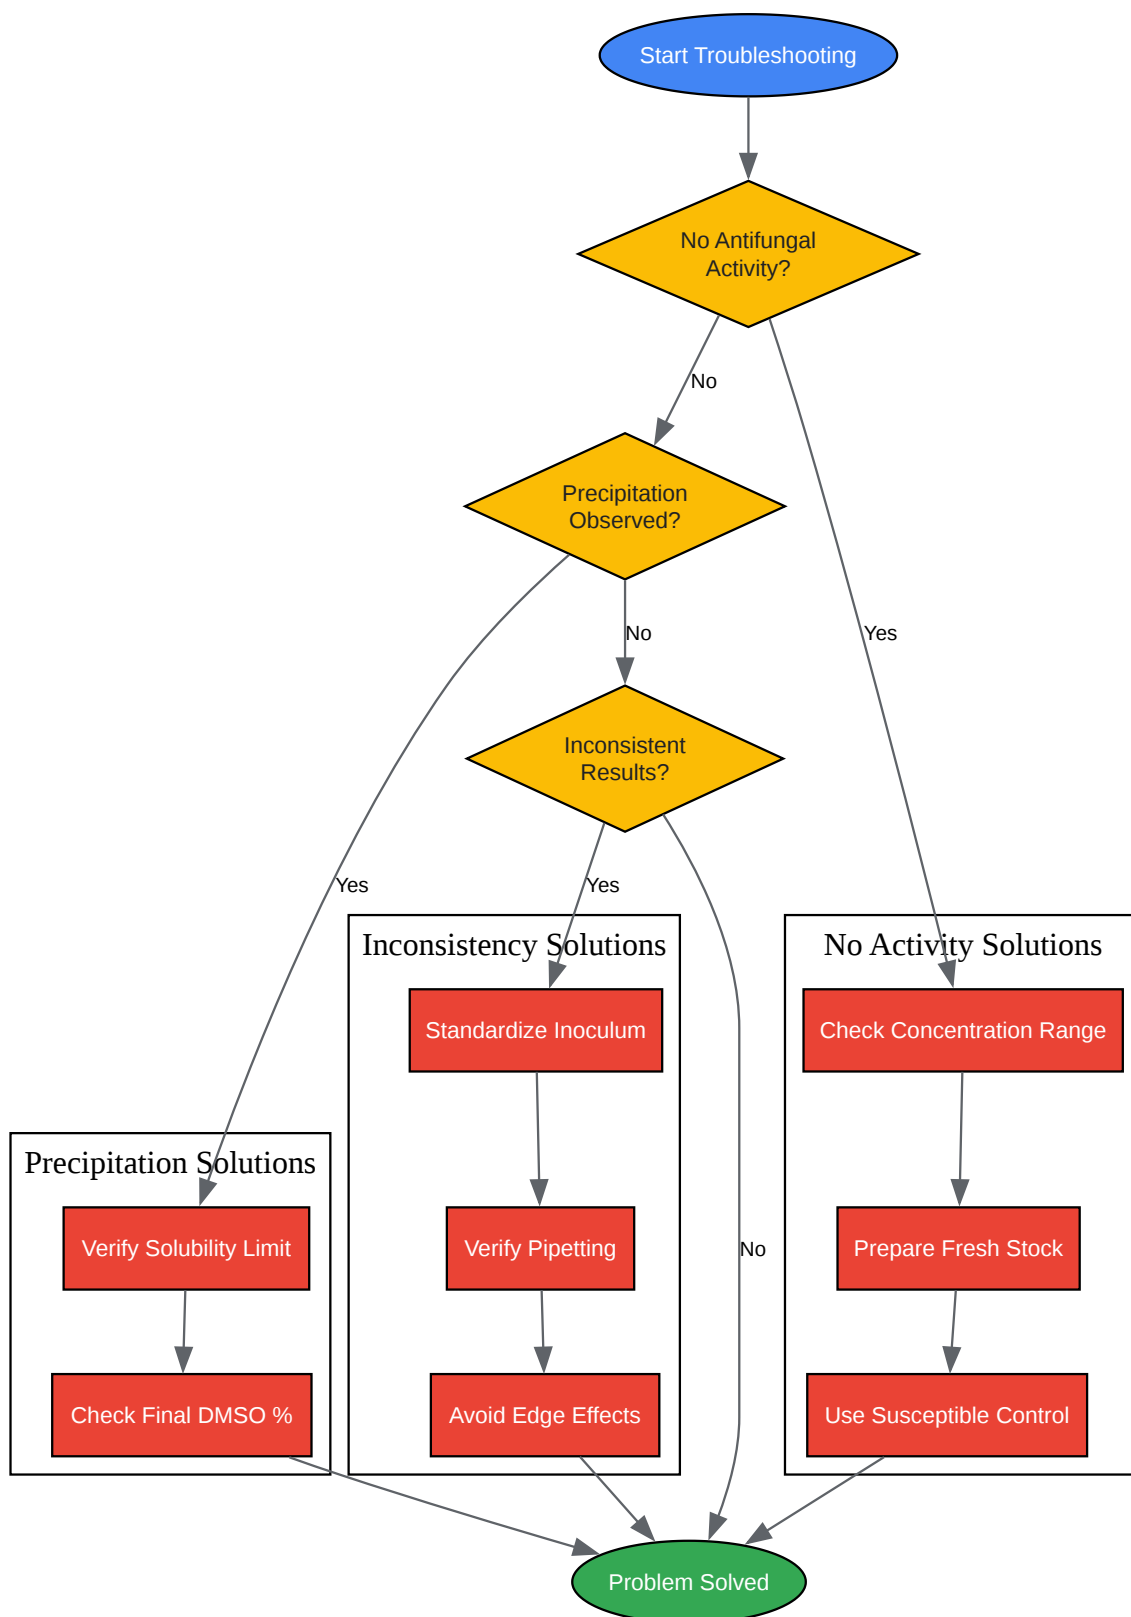 Start Troubleshooting
No Antifungal
Activity?
No
Precipitation
Observed?
No
Yes
Inconsistent
Results?
Yes
Yes
Inconsistency Solutions
No Activity Solutions
Standardize Inoculum
Check Concentration Range
Precipitation Solutions
Verify Solubility Limit
Verify Pipetting
No
Prepare Fresh Stock
Check Final DMSO %
Avoid Edge Effects
Use Susceptible Control
Problem Solved